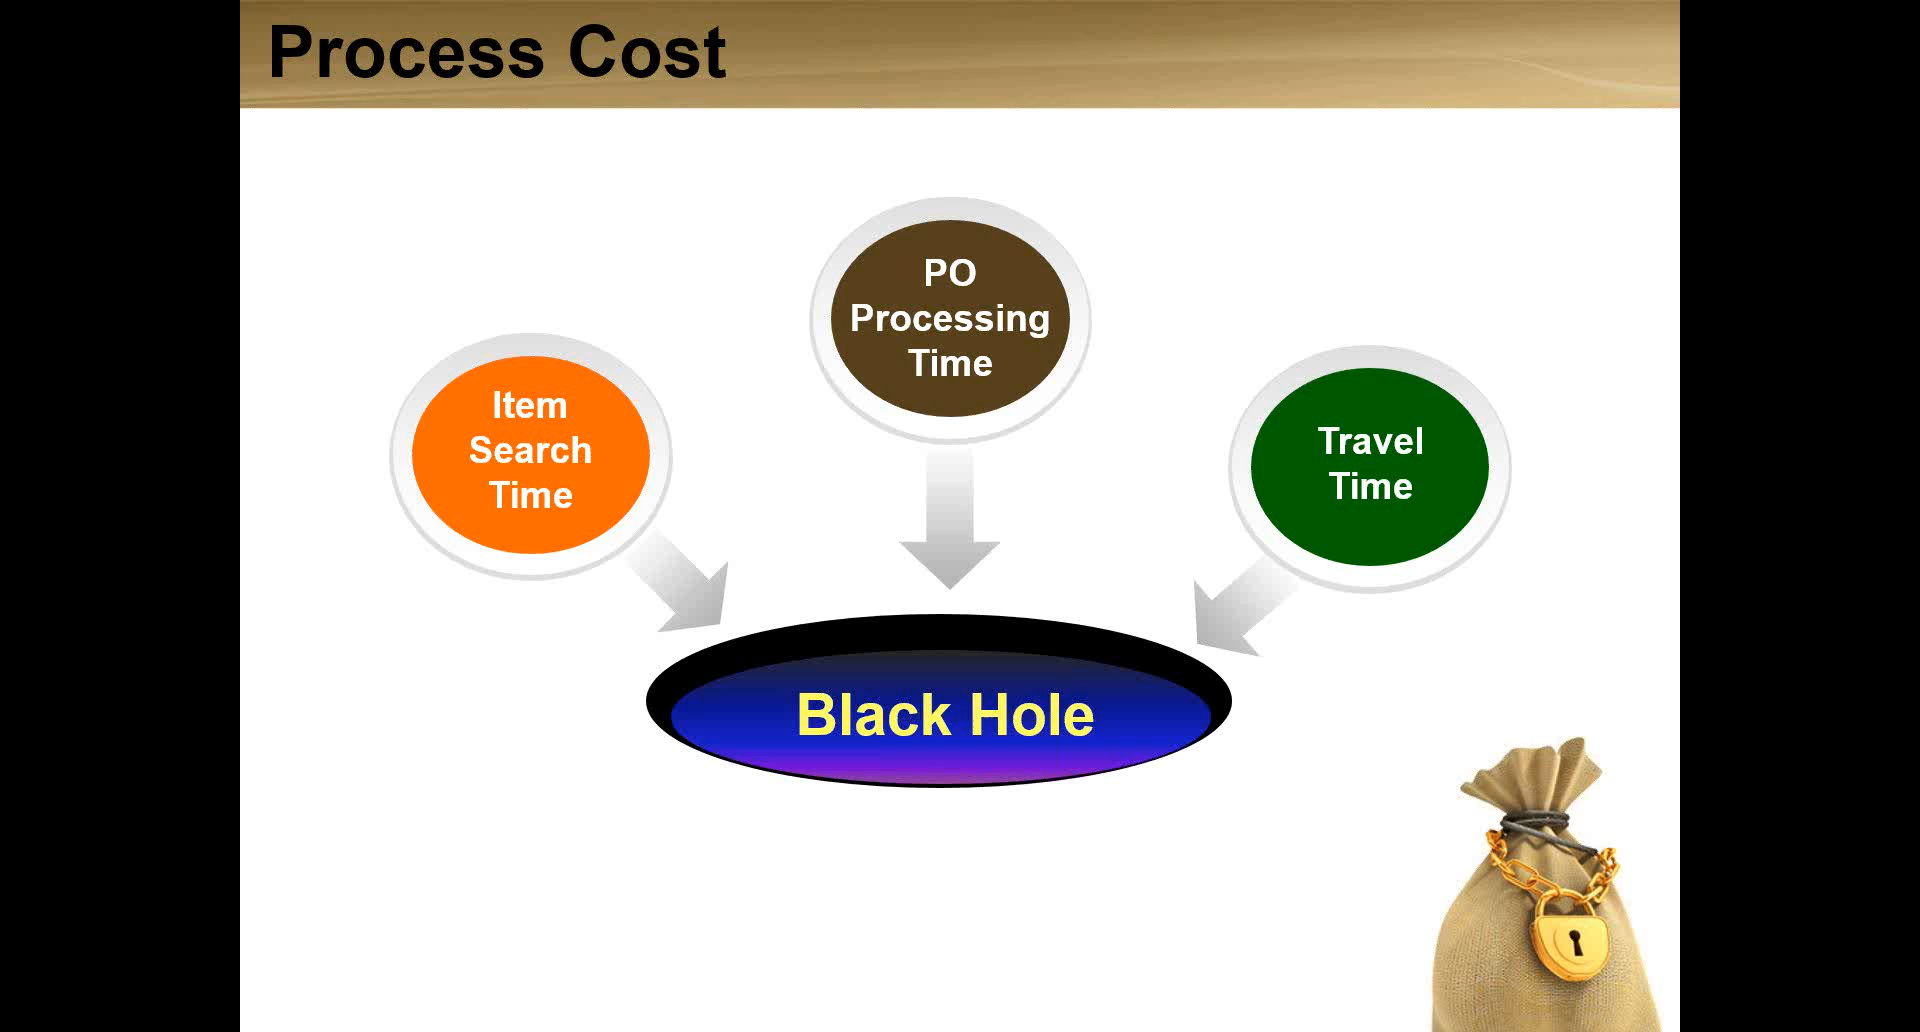 Process Cost
PO
Processing
Time
Item
Search
Time
Travel
Time
Black Hole